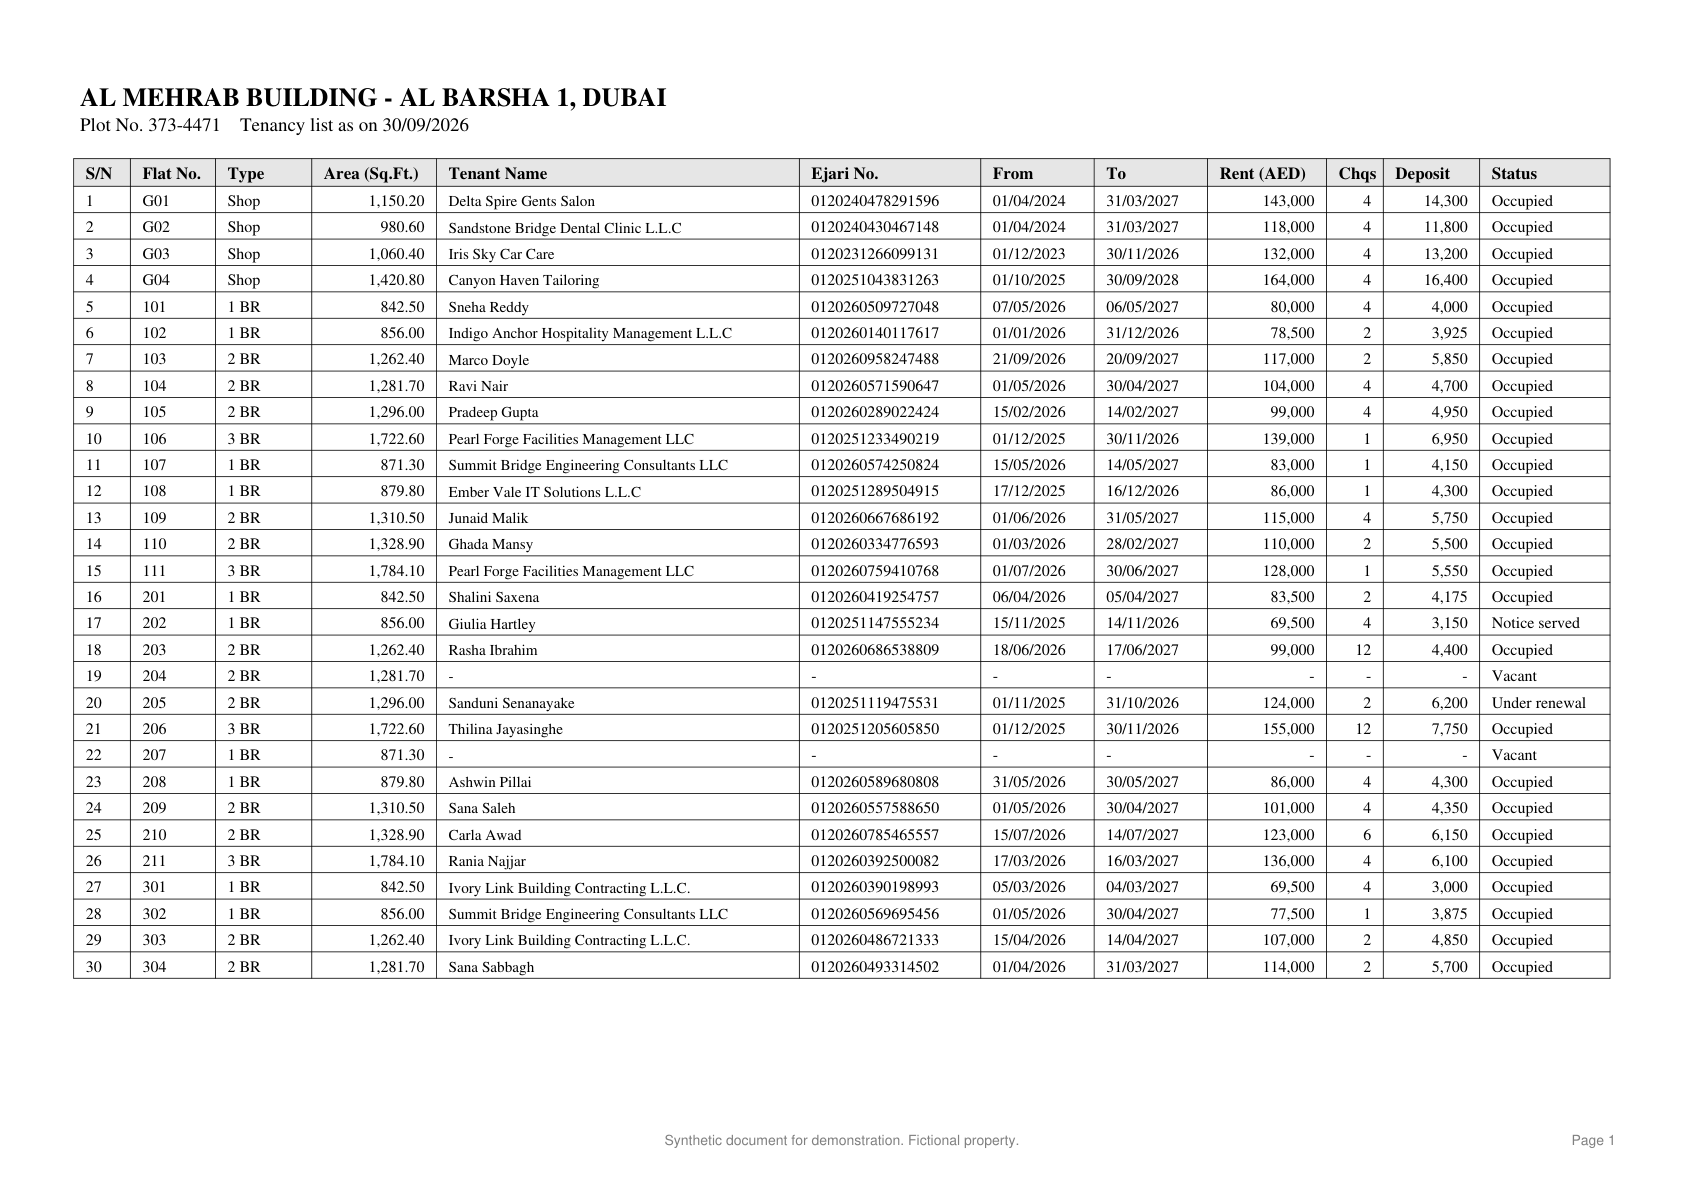 AL MEHRAB BUILDING - AL BARSHA 1, DUBAI
Plot No. 373-4471 Tenancy list as on 30/09/2026
S/N Flat No. Type Area (Sq.Ft.) Tenant Name Ejari No. From To Rent (AED) Chqs Deposit Status
1 G01 Shop 1,150.20 Delta Spire Gents Salon 0120240478291596 01/04/2024 31/03/2027 143,000 4 14,300 Occupied
2 G02 Shop 980.60 Sandstone Bridge Dental Clinic L.L.C 0120240430467148 01/04/2024 31/03/2027 118,000 4 11,800 Occupied
3 G03 Shop 1,060.40 Iris Sky Car Care 0120231266099131 01/12/2023 30/11/2026 132,000 4 13,200 Occupied
4 G04 Shop 1,420.80 Canyon Haven Tailoring 0120251043831263 01/10/2025 30/09/2028 164,000 4 16,400 Occupied
5 101 1 BR 842.50 Sneha Reddy 0120260509727048 07/05/2026 06/05/2027 80,000 4 4,000 Occupied
6 102 1 BR 856.00 Indigo Anchor Hospitality Management L.L.C 0120260140117617 01/01/2026 31/12/2026 78,500 2 3,925 Occupied
7 103 2 BR 1,262.40 Marco Doyle 0120260958247488 21/09/2026 20/09/2027 117,000 2 5,850 Occupied
8 104 2 BR 1,281.70 Ravi Nair 0120260571590647 01/05/2026 30/04/2027 104,000 4 4,700 Occupied
9 105 2 BR 1,296.00 Pradeep Gupta 0120260289022424 15/02/2026 14/02/2027 99,000 4 4,950 Occupied
10 106 3 BR 1,722.60 Pearl Forge Facilities Management LLC 0120251233490219 01/12/2025 30/11/2026 139,000 1 6,950 Occupied
11 107 1 BR 871.30 Summit Bridge Engineering Consultants LLC 0120260574250824 15/05/2026 14/05/2027 83,000 1 4,150 Occupied
12 108 1 BR 879.80 Ember Vale IT Solutions L.L.C 0120251289504915 17/12/2025 16/12/2026 86,000 1 4,300 Occupied
13 109 2 BR 1,310.50 Junaid Malik 0120260667686192 01/06/2026 31/05/2027 115,000 4 5,750 Occupied
14 110 2 BR 1,328.90 Ghada Mansy 0120260334776593 01/03/2026 28/02/2027 110,000 2 5,500 Occupied
15 111 3 BR 1,784.10 Pearl Forge Facilities Management LLC 0120260759410768 01/07/2026 30/06/2027 128,000 1 5,550 Occupied
16 201 1 BR 842.50 Shalini Saxena 0120260419254757 06/04/2026 05/04/2027 83,500 2 4,175 Occupied
17 202 1 BR 856.00 Giulia Hartley 0120251147555234 15/11/2025 14/11/2026 69,500 4 3,150 Notice served
18 203 2 BR 1,262.40 Rasha Ibrahim 0120260686538809 18/06/2026 17/06/2027 99,000 12 4,400 Occupied
19 204 2 BR 1,281.70 - - - - - - - Vacant
20 205 2 BR 1,296.00 Sanduni Senanayake 0120251119475531 01/11/2025 31/10/2026 124,000 2 6,200 Under renewal
21 206 3 BR 1,722.60 Thilina Jayasinghe 0120251205605850 01/12/2025 30/11/2026 155,000 12 7,750 Occupied
22 207 1 BR 871.30 - - - - - - - Vacant
23 208 1 BR 879.80 Ashwin Pillai 0120260589680808 31/05/2026 30/05/2027 86,000 4 4,300 Occupied
24 209 2 BR 1,310.50 Sana Saleh 0120260557588650 01/05/2026 30/04/2027 101,000 4 4,350 Occupied
25 210 2 BR 1,328.90 Carla Awad 0120260785465557 15/07/2026 14/07/2027 123,000 6 6,150 Occupied
26 211 3 BR 1,784.10 Rania Najjar 0120260392500082 17/03/2026 16/03/2027 136,000 4 6,100 Occupied
27 301 1 BR 842.50 Ivory Link Building Contracting L.L.C. 0120260390198993 05/03/2026 04/03/2027 69,500 4 3,000 Occupied
28 302 1 BR 856.00 Summit Bridge Engineering Consultants LLC 0120260569695456 01/05/2026 30/04/2027 77,500 1 3,875 Occupied
29 303 2 BR 1,262.40 Ivory Link Building Contracting L.L.C. 0120260486721333 15/04/2026 14/04/2027 107,000 2 4,850 Occupied
30 304 2 BR 1,281.70 Sana Sabbagh 0120260493314502 01/04/2026 31/03/2027 114,000 2 5,700 Occupied
Synthetic document for demonstration. Fictional property.
Page 1